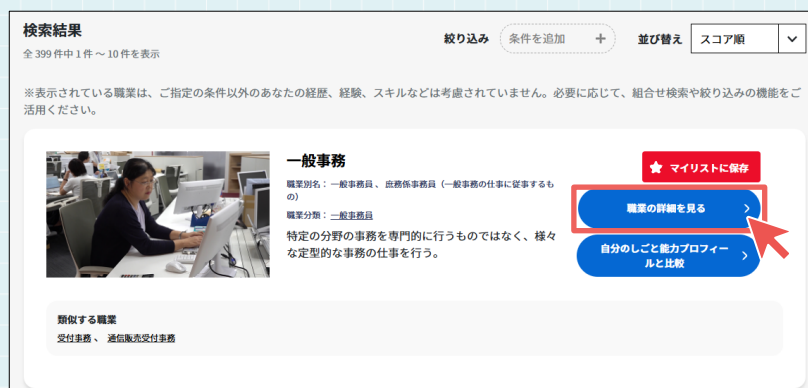 検索結果
全 399 件中 1 件 ～ 10 件を表示
絞り込み 条件を追加 + 並び替え スコア順
※表示されている職業は、ご指定の条件以外のあなたの経歴、経験、スキルなどは考慮されていません。必要に応じて、組合せ検索や絞り込みの機能をご
活用ください。
一般事務
職業別名： 一般事務員 、 庶務係事務員（一般事務の仕事に従事するも
の）
職業分類： 一般事務員
特定の分野の事務を専門的に行うものではなく、様々
な定型的な事務の仕事を行う。
マイリストに保存
職業の詳細を見る
自分のしごと能力プロフィー
ルと比較
類似する職業
受付事務 、 通信販売受付事務